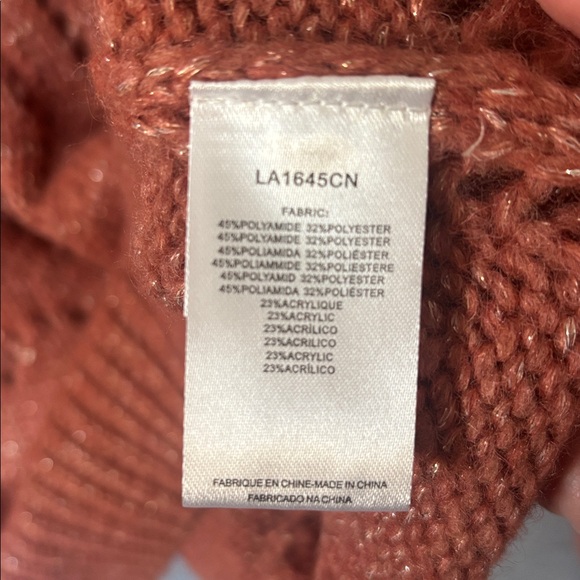 LA1645CN
FABRIC:
45%POLYAMIDE 32%POLYESTER
45%POLYAMIDE 32%POLYESTER
45%POLIAMIDA 32%POLIÉSTER
45%POLIAMMIDE 32%POLIESTERE
45%POLYAMID 32%POLYESTER
45%POLIAMIDA 32%POLIÉSTER
23%ACRYLIQUE
23%ACRYLIC
23%ACRÍLICO
23%ACRILICO
23%ACRYLIC
23%ACRÍLICO
FABRIQUE EN CHINE-MADE IN CHINA
FABRICADO NA CHINA